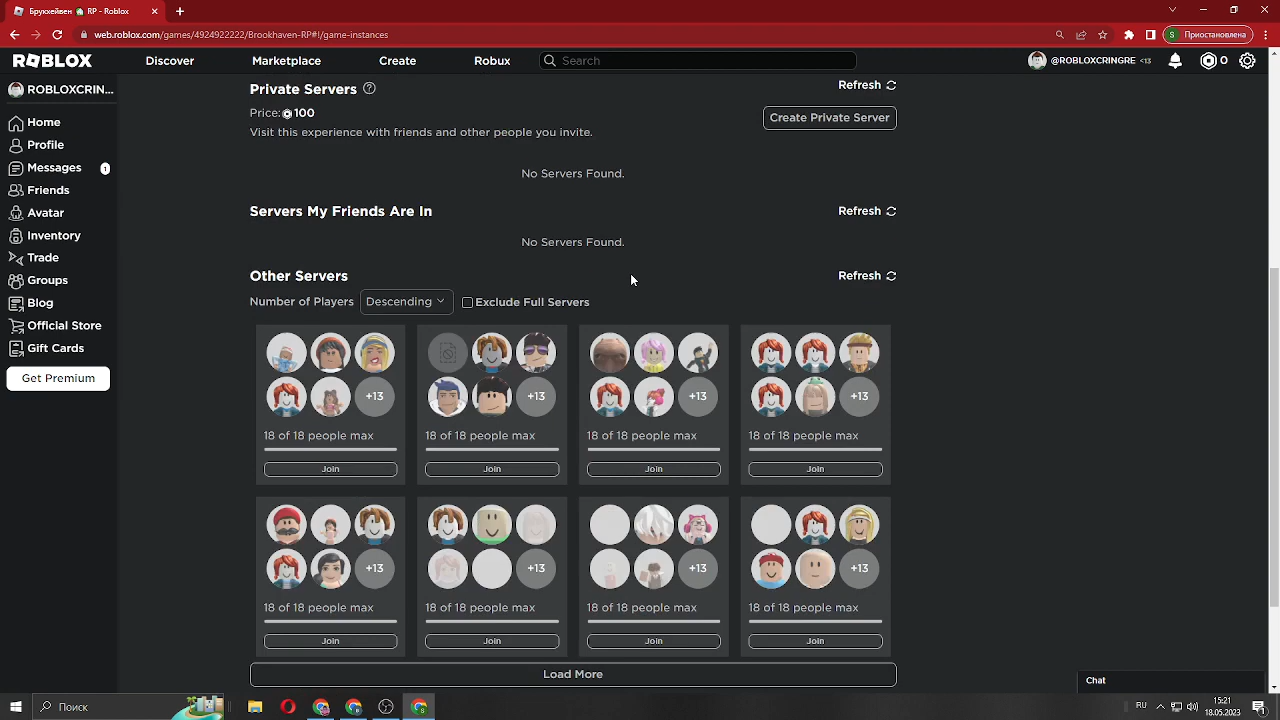 Брукхейвен 🏡 RP - Roblox
web.roblox.com/games/4924922222/Brookhaven-RP#!/game-instances
S Приостановлена
ROBLOX Discover Marketplace Create Robux Search @ROBLOXCRINGRE <13 0
ROBLOXCRIN...
Home
Profile
Messages 1
Friends
Avatar
Inventory
Trade
Groups
Blog
Official Store
Gift Cards
Get Premium
Private Servers ? Refresh
Price: 100 Create Private Server
Visit this experience with friends and other people you invite.
No Servers Found.
Servers My Friends Are In Refresh
No Servers Found.
Other Servers Refresh
Number of Players Descending Exclude Full Servers
+13 +13 +13 +13
18 of 18 people max 18 of 18 people max 18 of 18 people max 18 of 18 people max
Join Join Join Join
+13 +13 +13 +13
18 of 18 people max 18 of 18 people max 18 of 18 people max 18 of 18 people max
Join Join Join Join
Load More
Chat
Поиск RU 15:21
18.05.2023